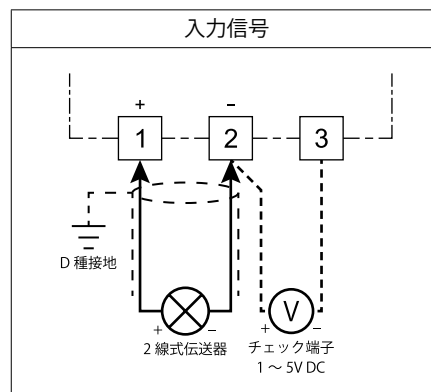 入力信号
+ -
1 2 3
D 種接地
+ - + -
V
2 線式伝送器
チェック端子
1 ～ 5V DC